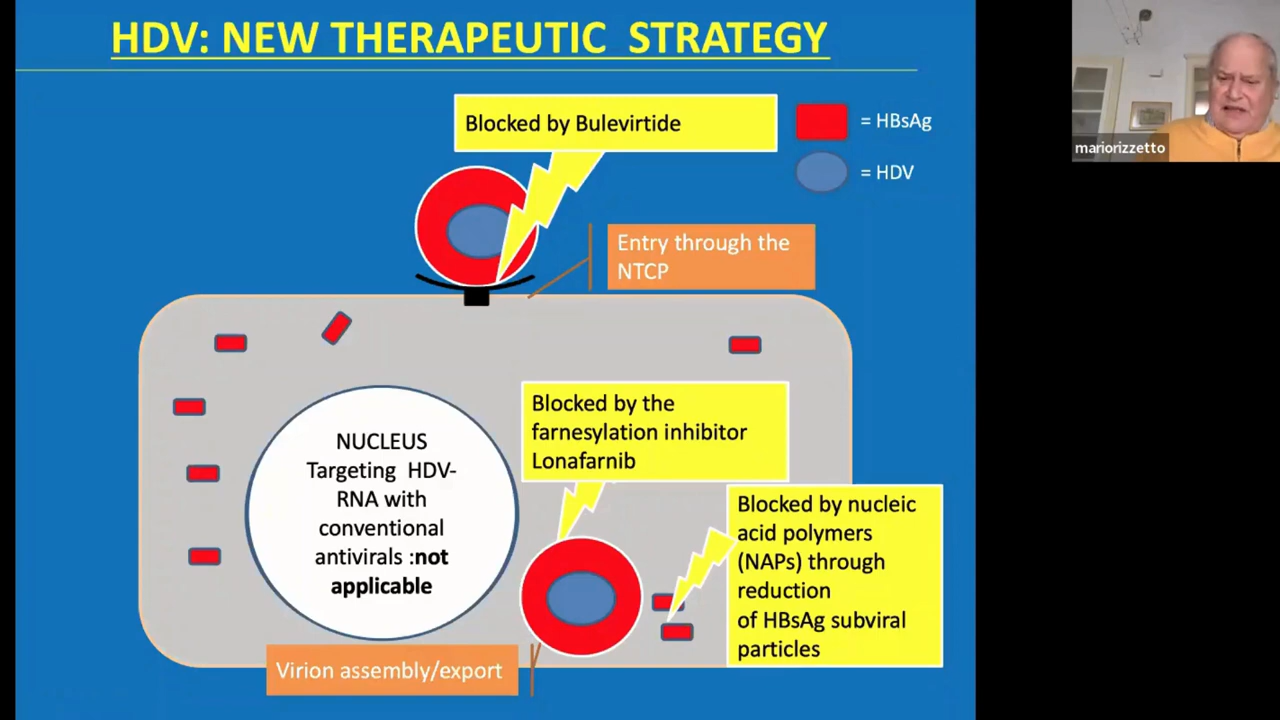 HDV: NEW THERAPEUTIC STRATEGY
Blocked by Bulevirtide
= HBsAg
= HDV
mariorizzetto
Entry through the
NTCP
Blocked by the
farnesylation inhibitor
Lonafarnib
NUCLEUS
Targeting HDV-
RNA with
conventional
antivirals :not
applicable
Blocked by nucleic
acid polymers
(NAPs) through
reduction
of HBsAg subviral
particles
Virion assembly/export